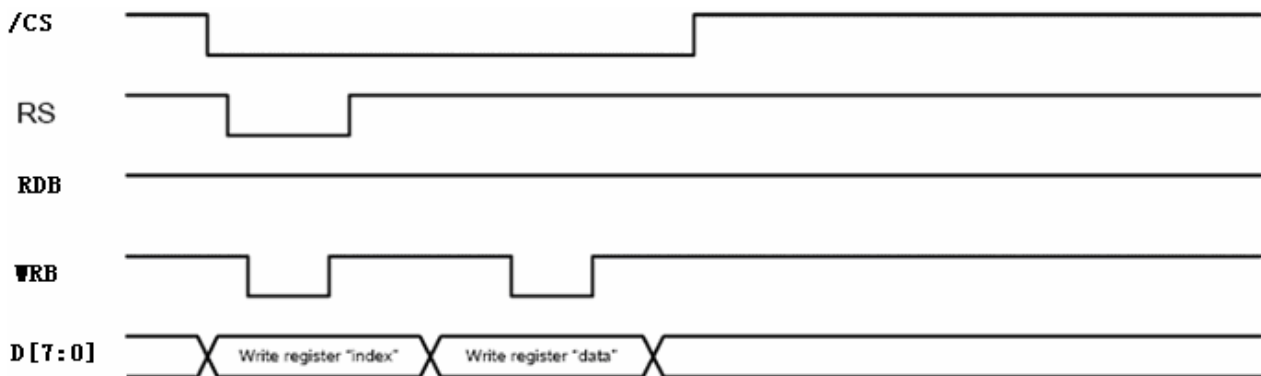 /CS
RS
RDB
WRB
D[7:0] Write register "index" Write register "data"